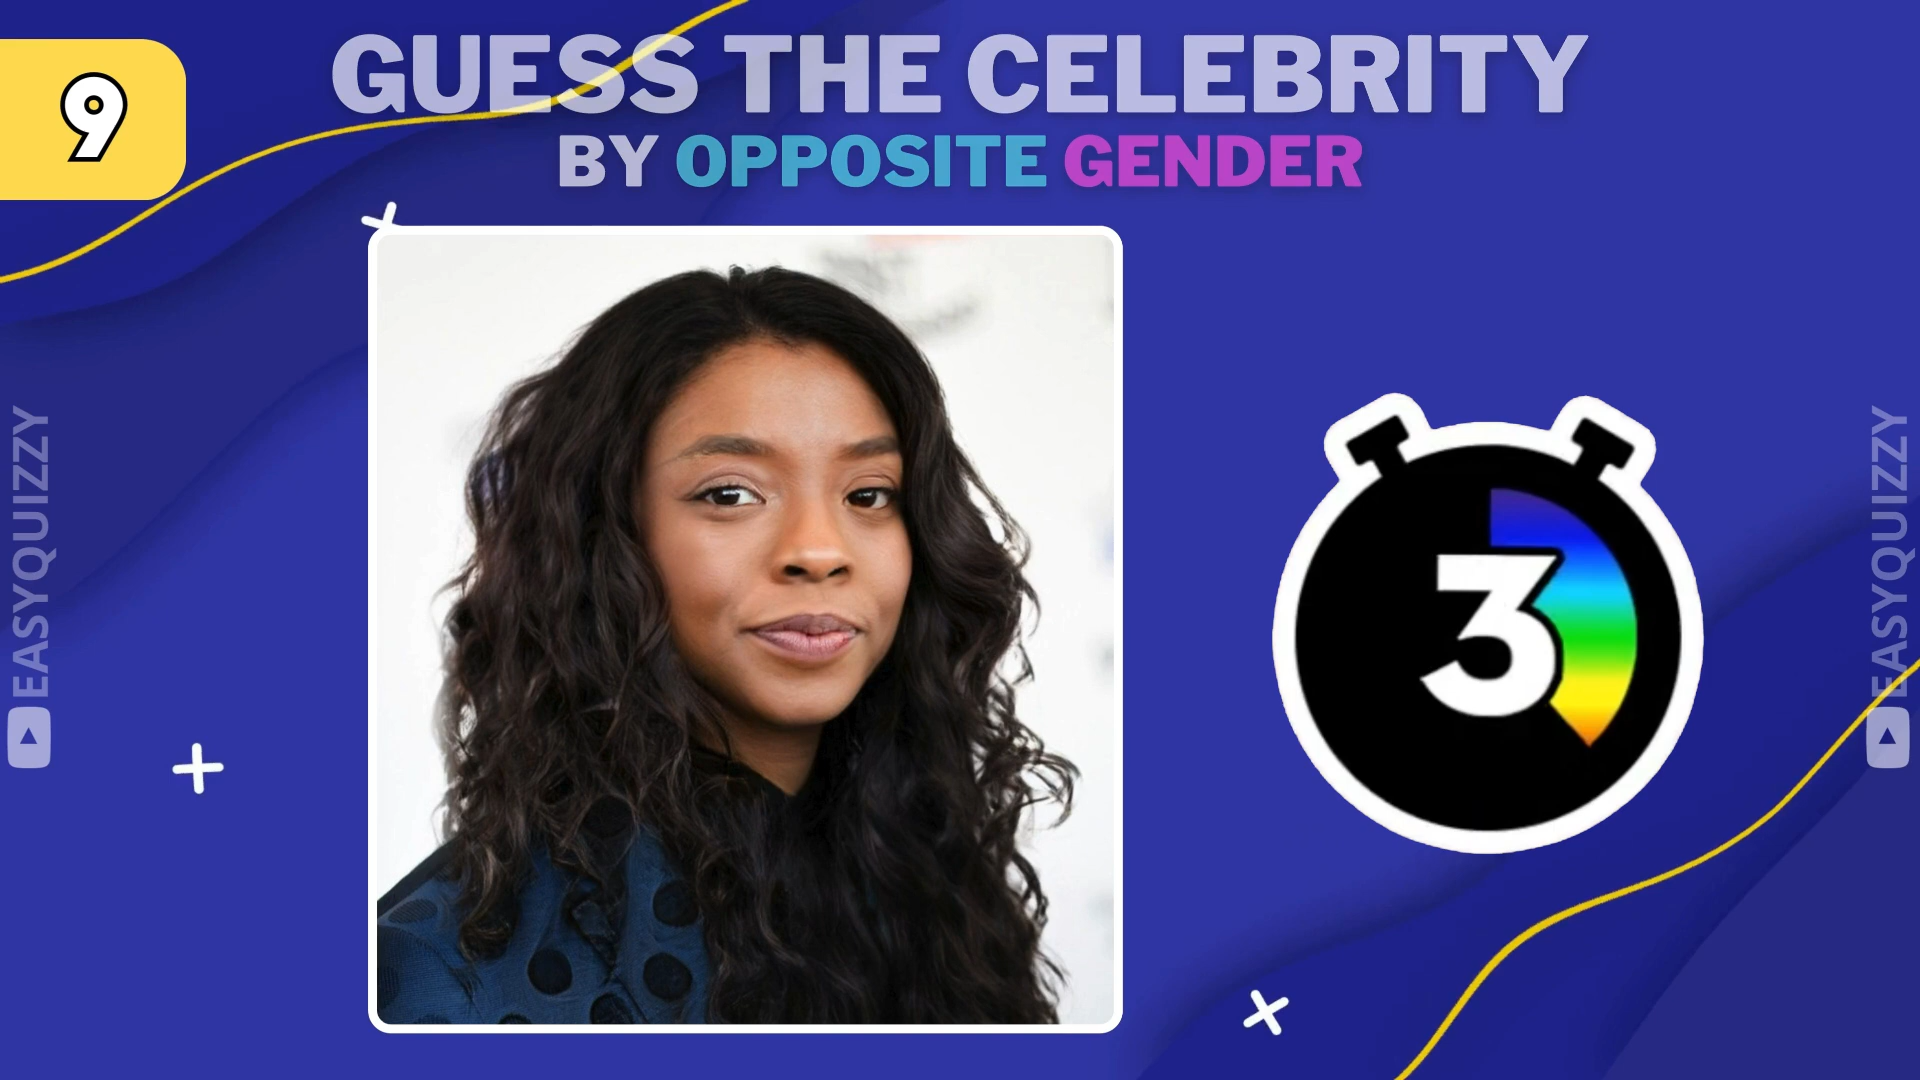 9
GUESS THE CELEBRITY
BY OPPOSITE GENDER
EASYQUIZZY
3
EASYQUIZZY